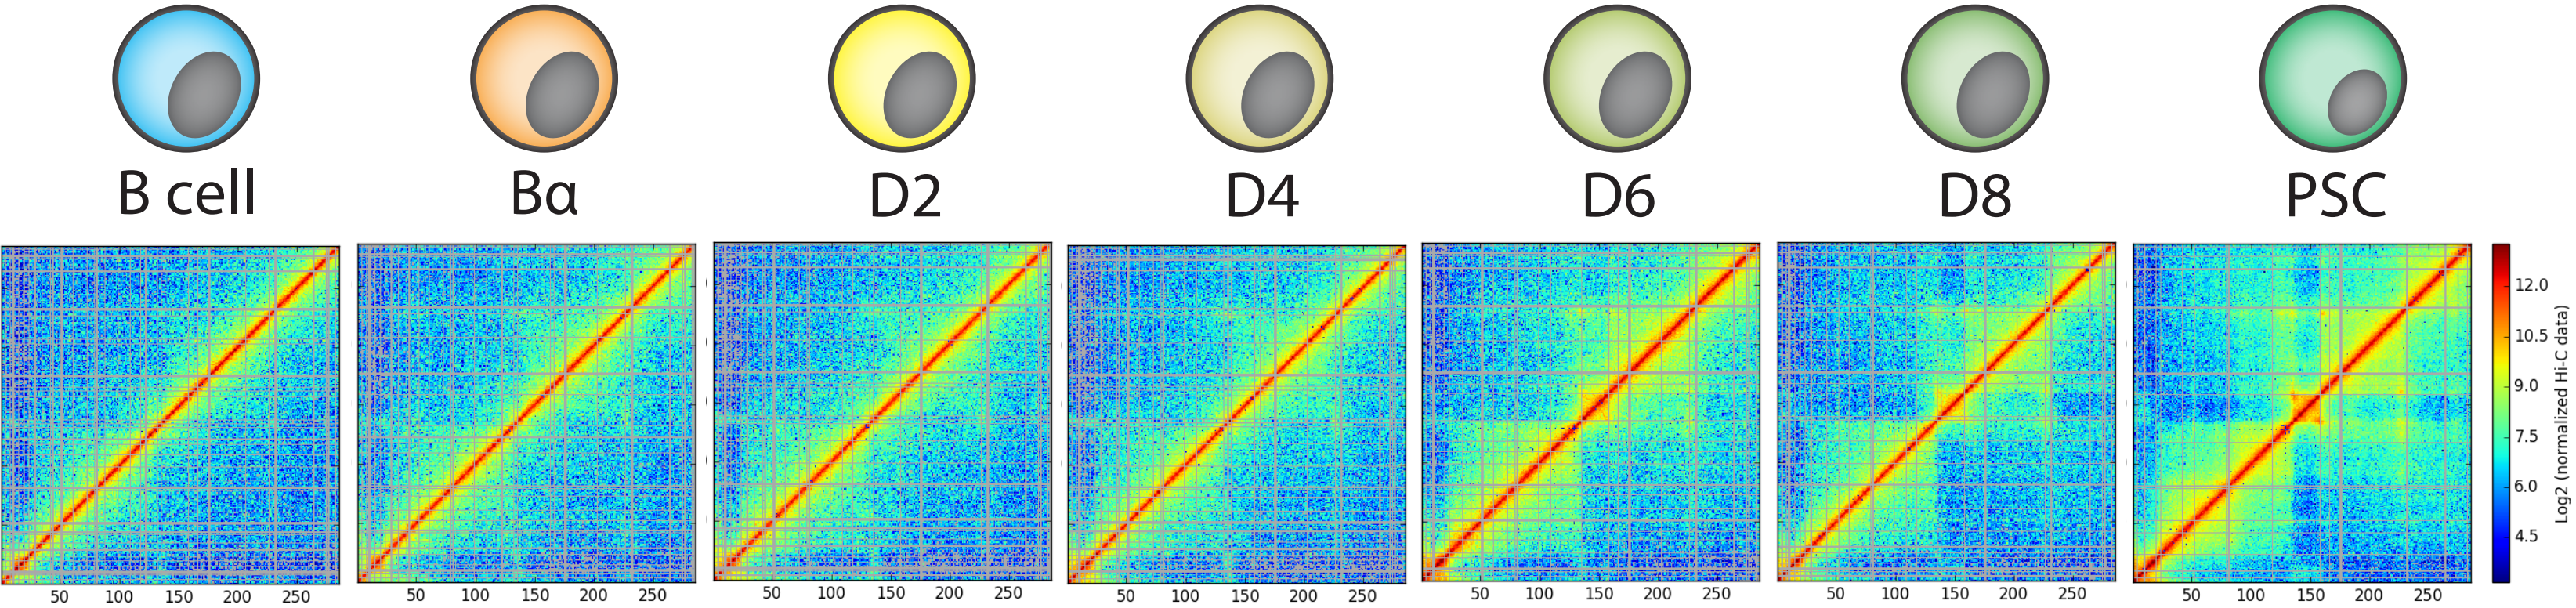 B cell
Bα
D2
D4
D6
D8
PSC
12.0
10.5
9.0
7.5
6.0
4.5
Log2 (normalized Hi-C data)
50 100 150 200 250
50 100 150 200 250
50 100 150 200 250
50 100 150 200 250
50 100 150 200 250
50 100 150 200 250
50 100 150 200 250